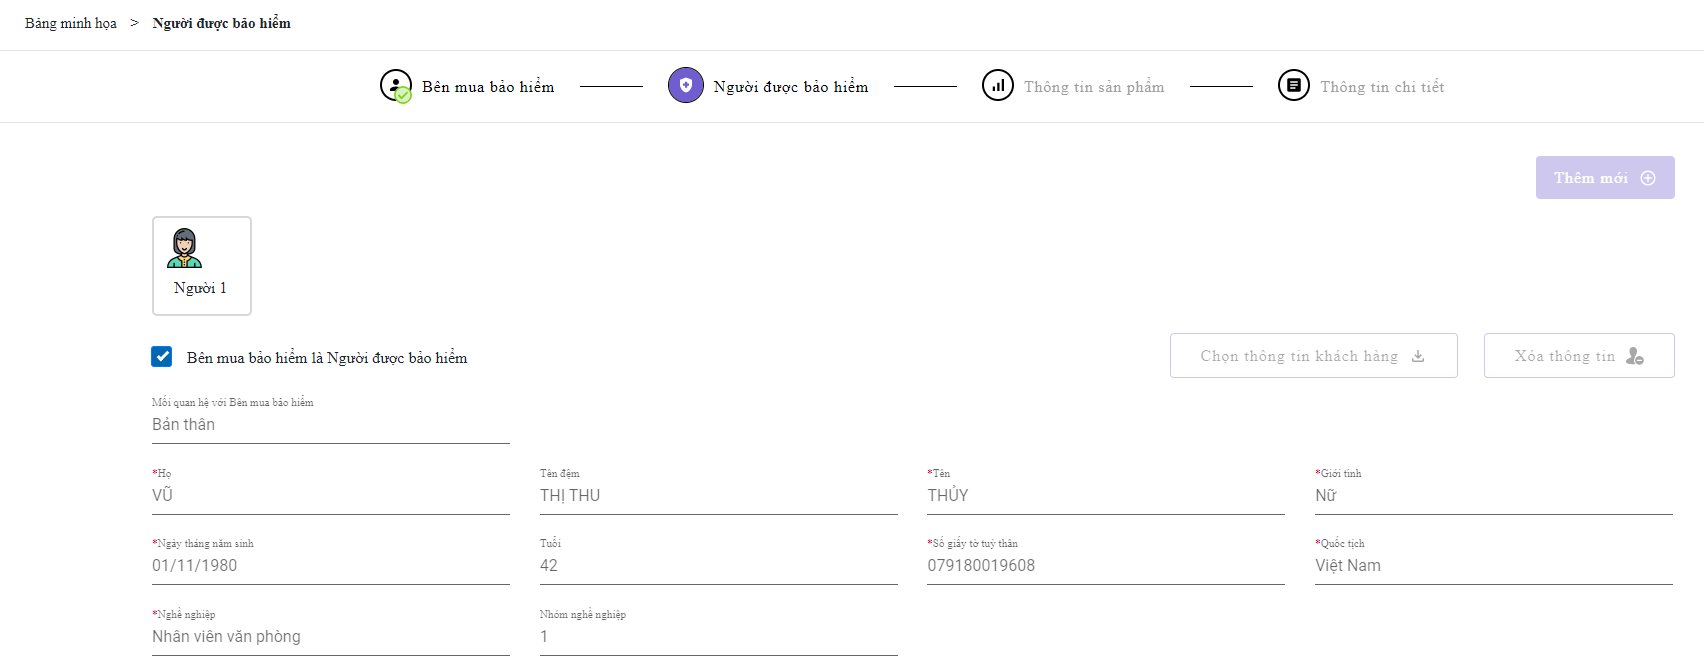 Bảng minh họa > Người được bảo hiểm
Bên mua bảo hiểm
Người được bảo hiểm
Thông tin sản phẩm
Thông tin chi tiết
Thêm mới
Người 1
Bên mua bảo hiểm là Người được bảo hiểm
Chọn thông tin khách hàng
Xóa thông tin
Mối quan hệ với Bên mua bảo hiểm
Bản thân
*Họ
VŨ
Tên đệm
THỊ THU
*Tên
THỦY
*Giới tính
Nữ
*Ngày tháng năm sinh
01/11/1980
Tuổi
42
*Số giấy tờ tuỳ thân
079180019608
*Quốc tịch
Việt Nam
*Nghề nghiệp
Nhân viên văn phòng
Nhóm nghề nghiệp
1